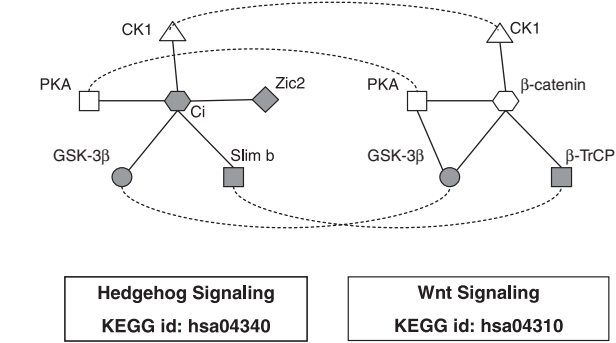 CK1
CK1
PKA
Zic2
PKA
β-catenin
Ci
GSK-3β
Slim b
GSK-3β
β-TrCP
Hedgehog Signaling
KEGG id: hsa04340
Wnt Signaling
KEGG id: hsa04310